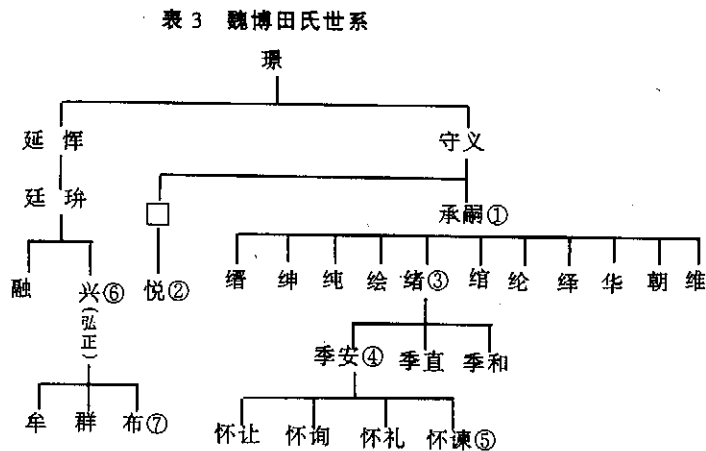 表 3 魏博田氏世系
璟
延恽 守义
廷玠 □ 承嗣①
缙 绅 纯 绘 绪③ 绾 纶 绎 华 朝 维
融 兴⑥(弘正) 悦②
季安④ 季直 季和
牟 群 布⑦ 怀让 怀询 怀礼 怀谏⑤